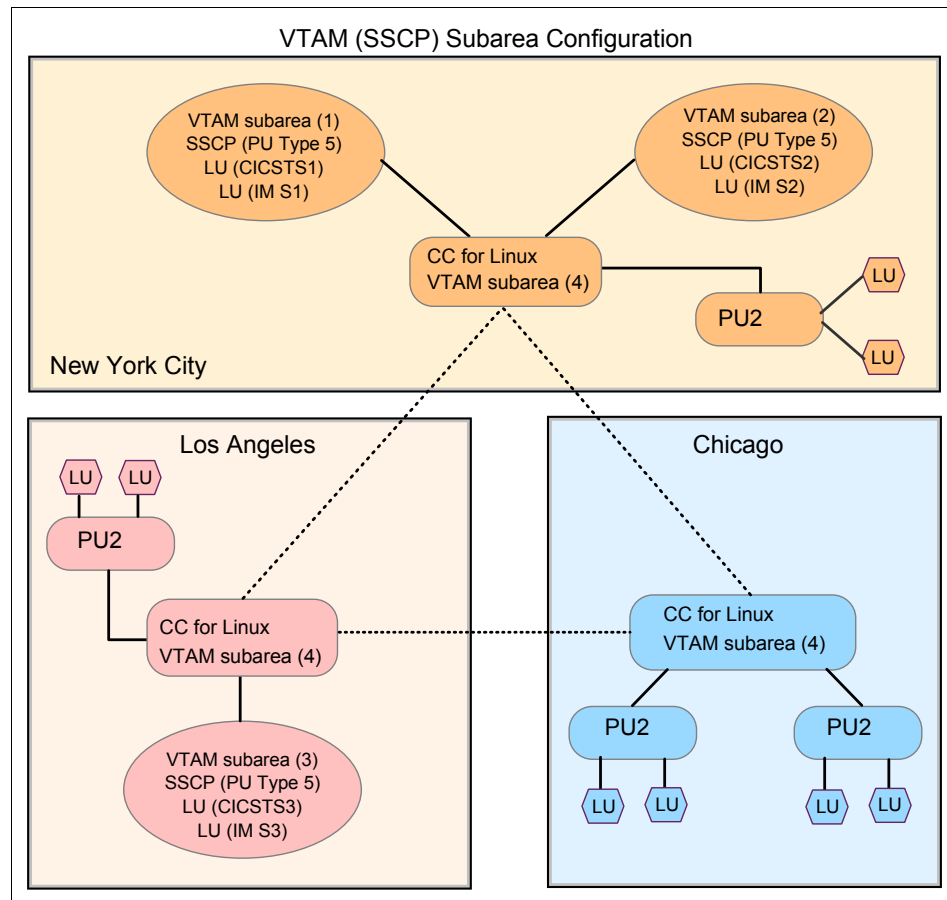 VTAM (SSCP) Subarea Configuration
VTAM subarea (1)
SSCP (PU Type 5)
LU (CICSTS1)
LU (IM S1)
VTAM subarea (2)
SSCP (PU Type 5)
LU (CICSTS2)
LU (IM S2)
CC for Linux
VTAM subarea (4)
LU
PU2
LU
New York City
Los Angeles
LU
LU
PU2
CC for Linux
VTAM subarea (4)
VTAM subarea (3)
SSCP (PU Type 5)
LU (CICSTS3)
LU (IM S3)
Chicago
CC for Linux
VTAM subarea (4)
PU2
PU2
LU
LU
LU
LU